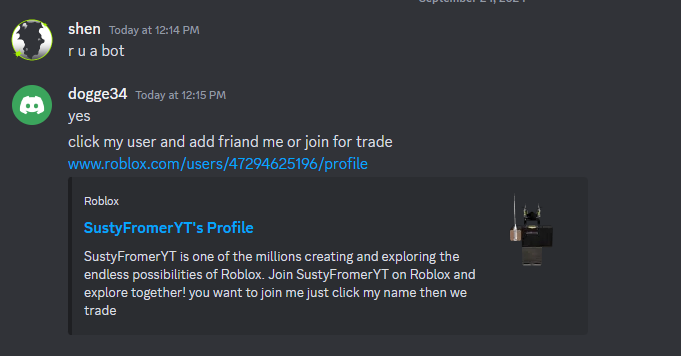 shen Today at 12:14 PM
r u a bot
dogge34 Today at 12:15 PM
yes
click my user and add friand me or join for trade
www.roblox.com/users/47294625196/profile
Roblox
SustyFromerYT's Profile
SustyFromerYT is one of the millions creating and exploring the
endless possibilities of Roblox. Join SustyFromerYT on Roblox and
explore together! you want to join me just click my name then we
trade